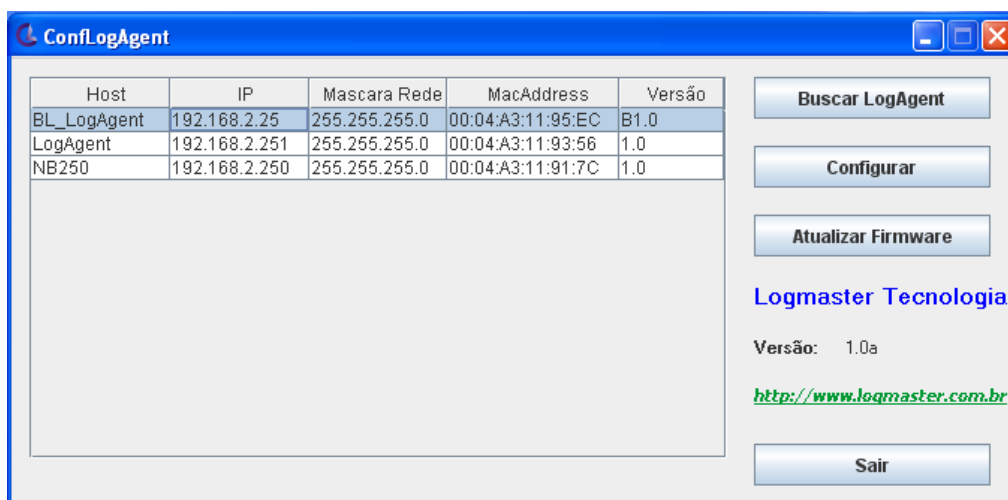 ConfLogAgent
Host IP Mascara Rede MacAddress Versão
BL_LogAgent 192.168.2.25 255.255.255.0 00:04:A3:11:95:EC B1.0
LogAgent 192.168.2.251 255.255.255.0 00:04:A3:11:93:56 1.0
NB250 192.168.2.250 255.255.255.0 00:04:A3:11:91:7C 1.0
Buscar LogAgent
Configurar
Atualizar Firmware
Logmaster Tecnologia
Versão: 1.0a
http://www.logmaster.com.br
Sair